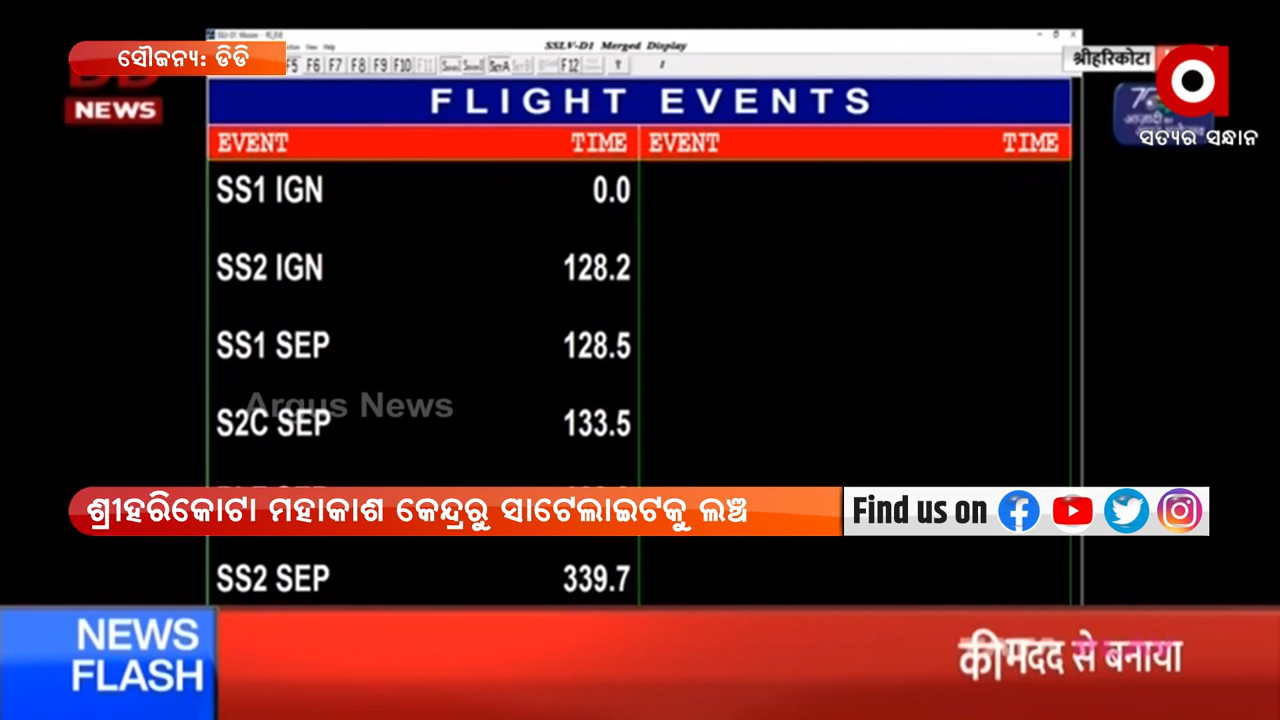 SSLV-D1 Merged Display
ସୌଜନ୍ୟ: ଡିଡି
F5 F6 F7 F8 F9 F10 F11 F12
श्रीहरिकोटा
NEWS
ସତ୍ୟର ସନ୍ଧାନ
FLIGHT EVENTS
EVENT TIME EVENT TIME
SS1 IGN 0.0
SS2 IGN 128.2
SS1 SEP 128.5
Argus News
S2C SEP 133.5
ଶ୍ରୀହରିକୋଟା ମହାକାଶ କେନ୍ଦ୍ରରୁ ସାଟେଲାଇଟକୁ ଲଞ୍ଚ
Find us on
SS2 SEP 339.7
NEWS
FLASH
की मदद से बनाया